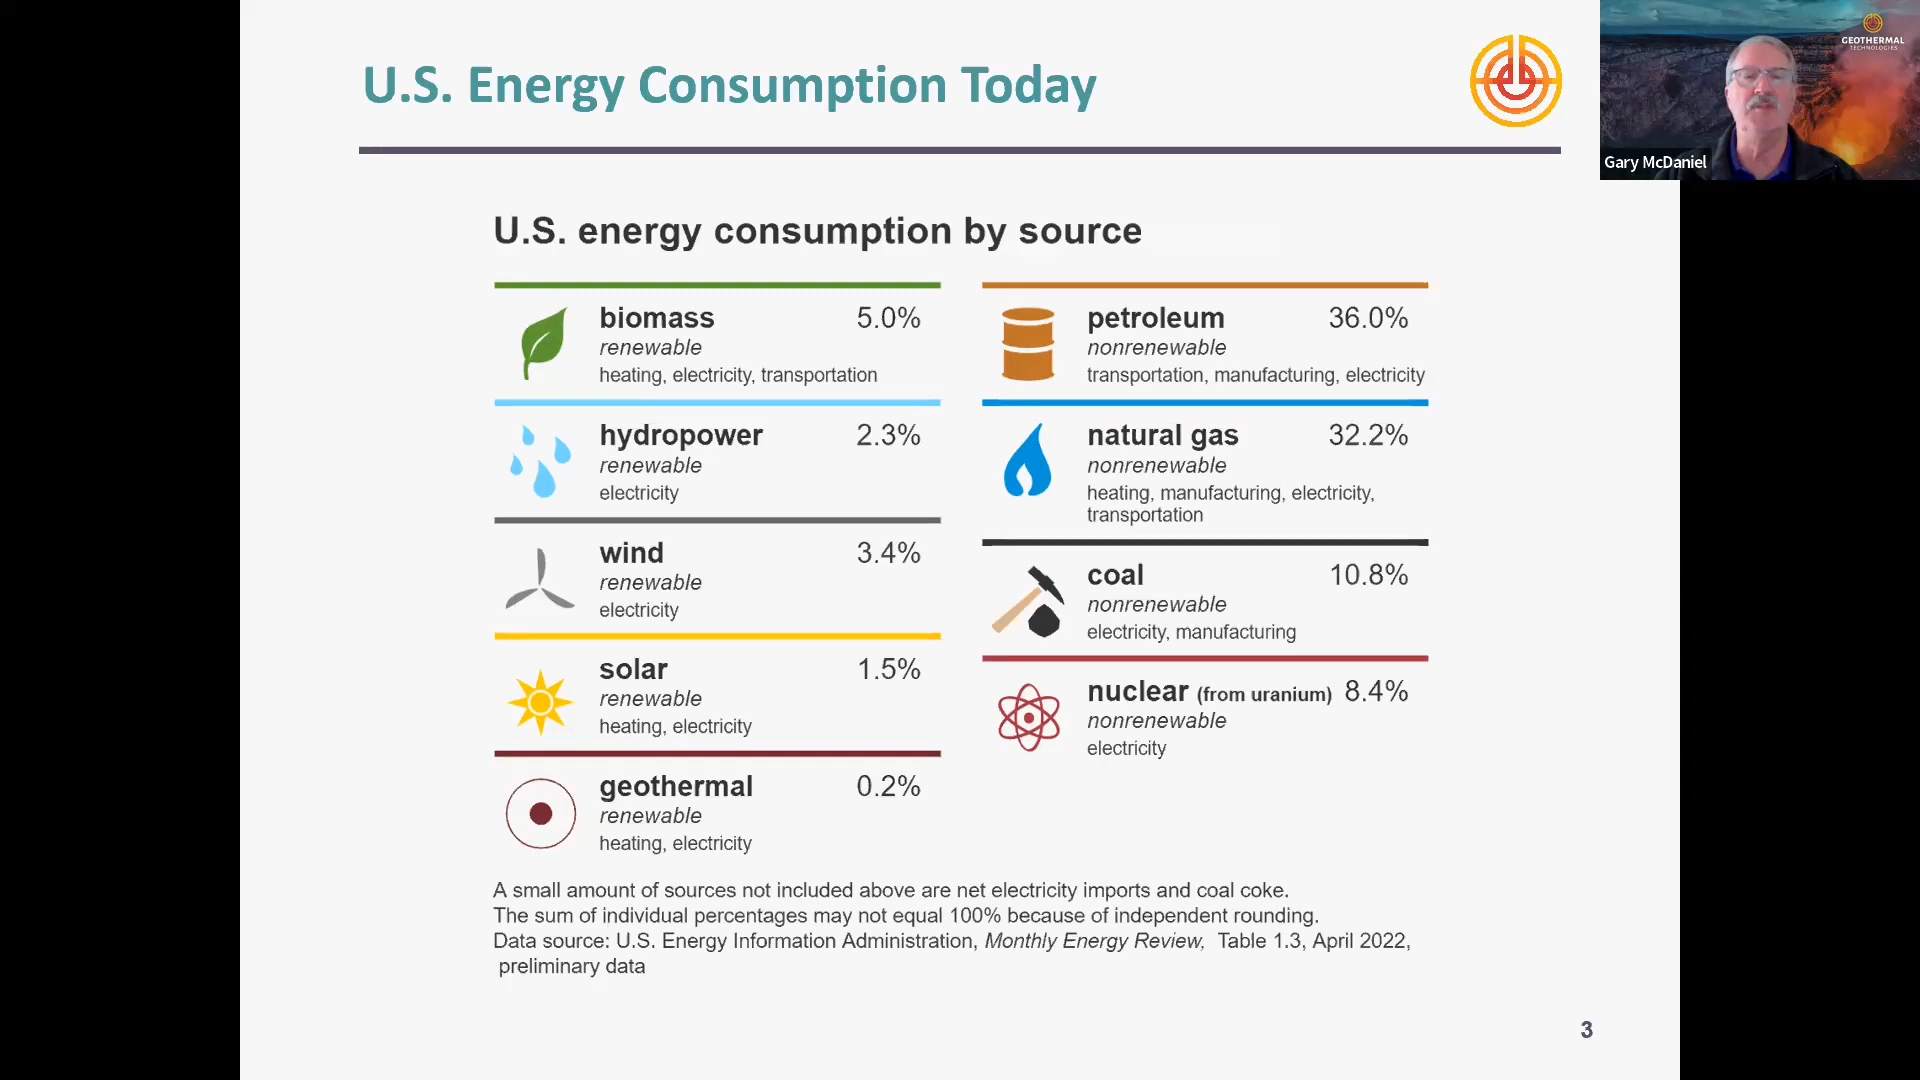 U.S. Energy Consumption Today
GEOTHERMAL
TECHNOLOGIES
Gary McDaniel
U.S. energy consumption by source
biomass 5.0%
renewable
heating, electricity, transportation
hydropower 2.3%
renewable
electricity
wind 3.4%
renewable
electricity
solar 1.5%
renewable
heating, electricity
geothermal 0.2%
renewable
heating, electricity
petroleum 36.0%
nonrenewable
transportation, manufacturing, electricity
natural gas 32.2%
nonrenewable
heating, manufacturing, electricity,
transportation
coal 10.8%
nonrenewable
electricity, manufacturing
nuclear (from uranium) 8.4%
nonrenewable
electricity
A small amount of sources not included above are net electricity imports and coal coke.
The sum of individual percentages may not equal 100% because of independent rounding.
Data source: U.S. Energy Information Administration, Monthly Energy Review, Table 1.3, April 2022,
preliminary data
3